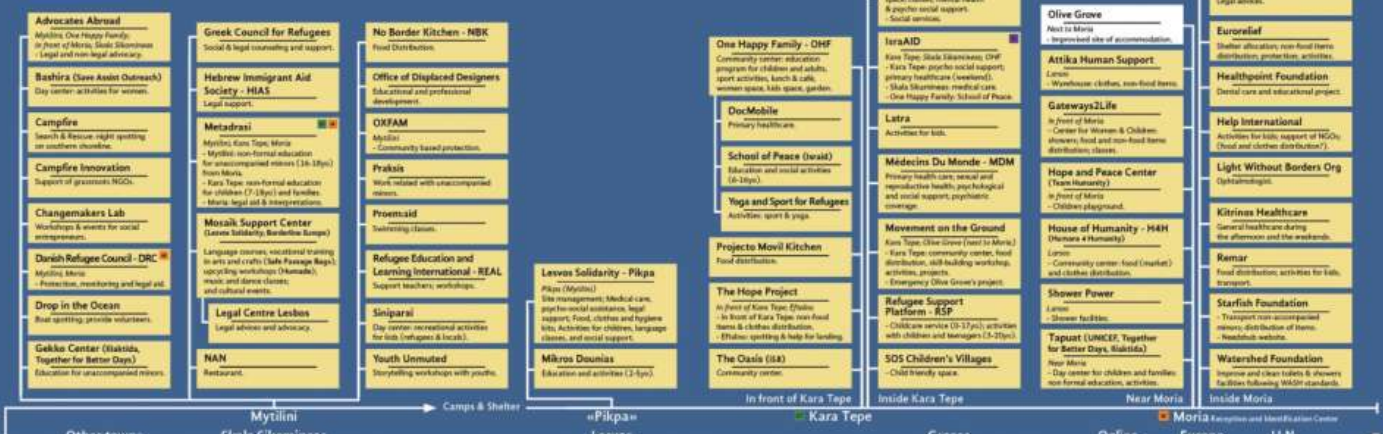 Advocates Abroad
Mytilini; One Happy Family;
in front of Moria; Skala Sikamineas
- Legal and non-legal advocacy.
Bashira (Save Assist Outreach)
Day center: activities for women.
Campfire
Search & Rescue: night spotting
on southern shoreline.
Campfire Innovation
Support of grassroots NGOs.
Changemakers Lab
Workshops & events for social
entrepreneurs.
Danish Refugee Council - DRC
Mytilini, Moria
- Protection, monitoring and legal aid.
Drop in the Ocean
Boat spotting; provide volunteers.
Gekko Center (Iliaktida,
Together for Better Days)
Education for unaccompanied minors.
Greek Council for Refugees
Social & legal counseling and support.
Hebrew Immigrant Aid
Society - HIAS
Legal support.
Metadrasi
Mytilini; Kara Tepe; Moria
- Mytilini: non-formal education
for unaccompanied minors (16-18yo)
from Moria.
- Kara Tepe: non-formal education
for children (7-18yo) and families.
- Moria: legal aid & interpretations.
Mosaik Support Center
(Lesvos Solidarity, Borderline Europe)
Language courses, vocational training
in arts and crafts (Safe Passage Bags);
upcycling workshops (Humade);
music and dance classes;
and cultural events.
Legal Centre Lesbos
Legal advices and advocacy.
NAN
Restaurant.
No Border Kitchen - NBK
Food Distribution.
Office of Displaced Designers
Educational and professional
development.
OXFAM
Mytilini
- Community based protection.
Praksis
Work related with unaccompanied
minors.
Proemaid
Swimming classes.
Refugee Education and
Learning International - REAL
Support teachers; workshops.
Siniparxi
Day center: recreational activities
for kids (refugees & locals).
Youth Unmuted
Storytelling workshops with youths.
Lesvos Solidarity - Pikpa
Pikpa (Mytilini)
Site management; Medical care,
psycho-social assistance, legal
support; Food, clothes and hygiene
kits; Activities for children, language
classes, and social support.
Mikros Dounias
Education and activities (2-5yo).
One Happy Family - OHF
Community center: education
program for children and adults,
sport activities, lunch & café,
women space, kids space, garden.
DocMobile
Primary healthcare.
School of Peace (Iwaid)
Education and social activities
(6-16yo).
Yoga and Sport for Refugees
Activities: sport & yoga.
Projecto Movil Kitchen
Food distribution.
The Hope Project
In front of Kara Tepe; Eftalou
- In front of Kara Tepe: non-food
items & clothes distribution.
- Eftalou: spotting & help for landing.
The Oasis (ISA)
Community center.
& psycho social support.
- Social services.
IsraAID
Kara Tepe; Skala Sikamineas; OHF
- Kara Tepe: psycho social support;
primary healthcare (weekend).
- Skala Sikamineas: medical care.
- One Happy Family: School of Peace.
Latra
Activities for kids.
Médecins Du Monde - MDM
Primary health care; sexual and
reproductive health; psychological
and social support; psychiatric
coverage.
Movement on the Ground
Kara Tepe; Olive Grove (next to Moria)
- Kara Tepe: community center, food
distribution, skill-building workshop,
activities, projects.
- Emergency Olive Grove's project.
Refugee Support
Platform - RSP
- Childcare service (0-17yo); activities
with children and teenagers (3-20yo).
SOS Children's Villages
- Child friendly space.
Olive Grove
Next to Moria
- Improvised site of accommodation.
Attika Human Support
Larsos
- Warehouse: clothes, non-food items.
Gateways2Life
In front of Moria
- Center for Women & Children:
showers; food and non-food items
distribution; classes.
Hope and Peace Center
(Team Humanity)
In front of Moria
- Children playground.
House of Humanity - H4H
(Humans 4 Humanity)
Larsos
- Community center: food (market)
and clothes distribution.
Shower Power
Larsos
- Shower facilities.
Tapuat (UNICEF, Together
for Better Days, Iliaktida)
Near Moria
- Day center for children and families:
non formal education, activities.
Legal advices.
Eurorelief
Shelter allocation; non-food items
distribution; protection; activities.
Healthpoint Foundation
Dental care and educational project.
Help International
Activities for kids; support of NGOs;
(food and clothes distribution?).
Light Without Borders Org
Ophtalmologist.
Kitrinos Healthcare
General healthcare during
the afternoon and the weekends.
Remar
Food distribution; activities for kids;
transport.
Starfish Foundation
- Transport non-accompanied
minors; distribution of items.
- Needshub website.
Watershed Foundation
Improve and clean toilets & showers
facilities following WASH standards.
In front of Kara Tepe
Inside Kara Tepe
Near Moria
Inside Moria
Mytilini
Camps & Shelter
«Pikpa»
Kara Tepe
Moria Reception and Identification Center